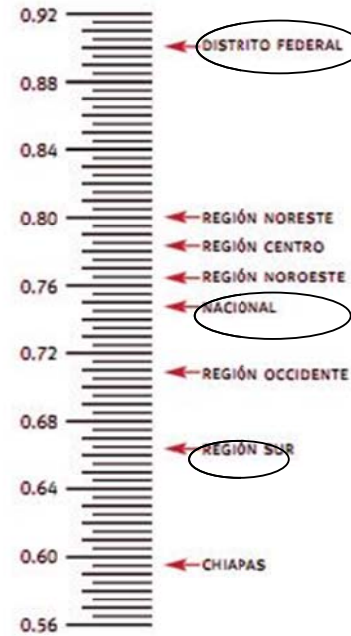 0.92
DISTRITO FEDERAL
0.88
0.84
0.80
REGIÓN NORESTE
REGIÓN CENTRO
REGIÓN NOROESTE
0.76
NACIONAL
0.72
REGIÓN OCCIDENTE
0.68
REGIÓN SUR
0.64
0.60
CHIAPAS
0.56